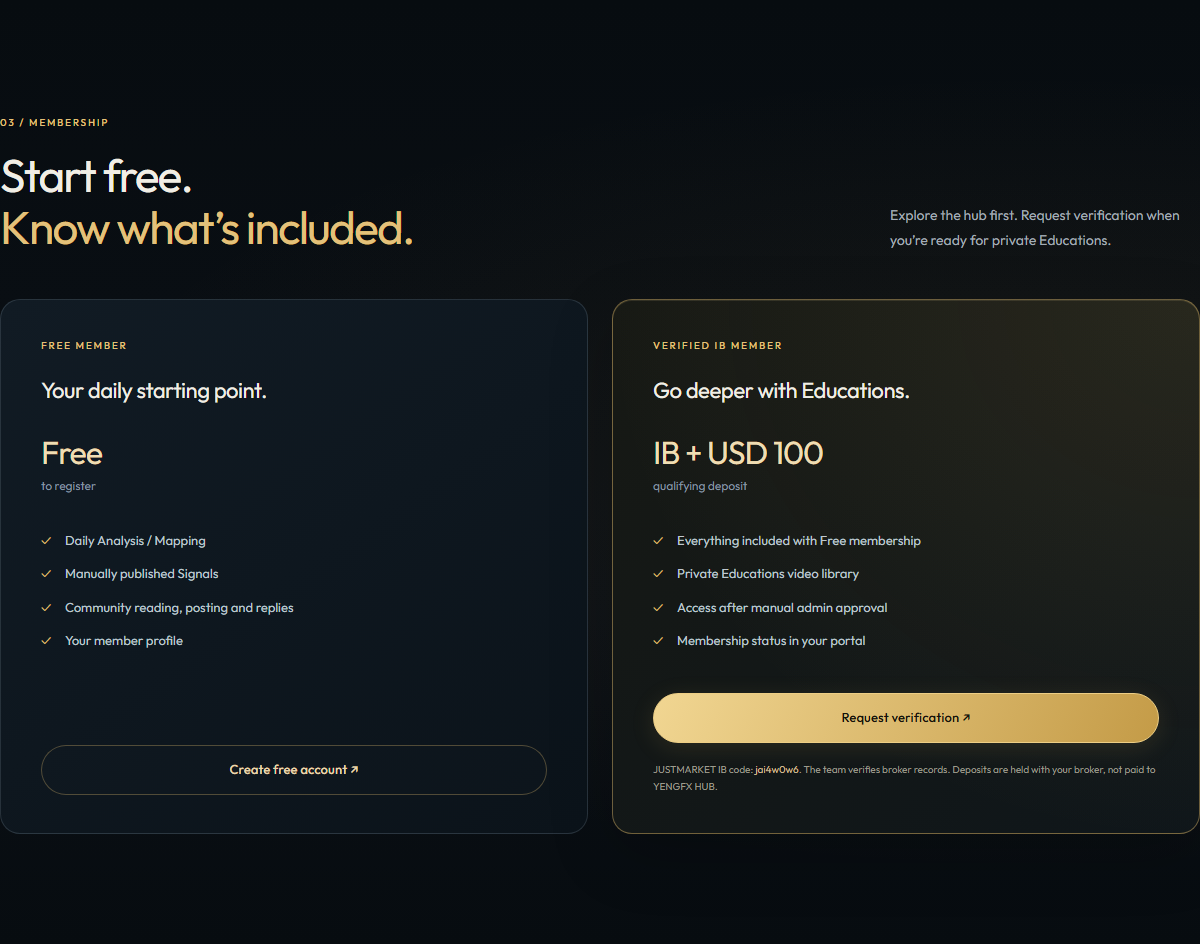 03 / MEMBERSHIP
Start free.
Know what’s included.
Explore the hub first. Request verification when
you’re ready for private Educations.
FREE MEMBER
Your daily starting point.
Free
to register
✓ Daily Analysis / Mapping
✓ Manually published Signals
✓ Community reading, posting and replies
✓ Your member profile
Create free account ↗
VERIFIED IB MEMBER
Go deeper with Educations.
IB + USD 100
qualifying deposit
✓ Everything included with Free membership
✓ Private Educations video library
✓ Access after manual admin approval
✓ Membership status in your portal
Request verification ↗
JUSTMARKET IB code: jai4w0w6. The team verifies broker records. Deposits are held with your broker, not paid to
YENGFX HUB.